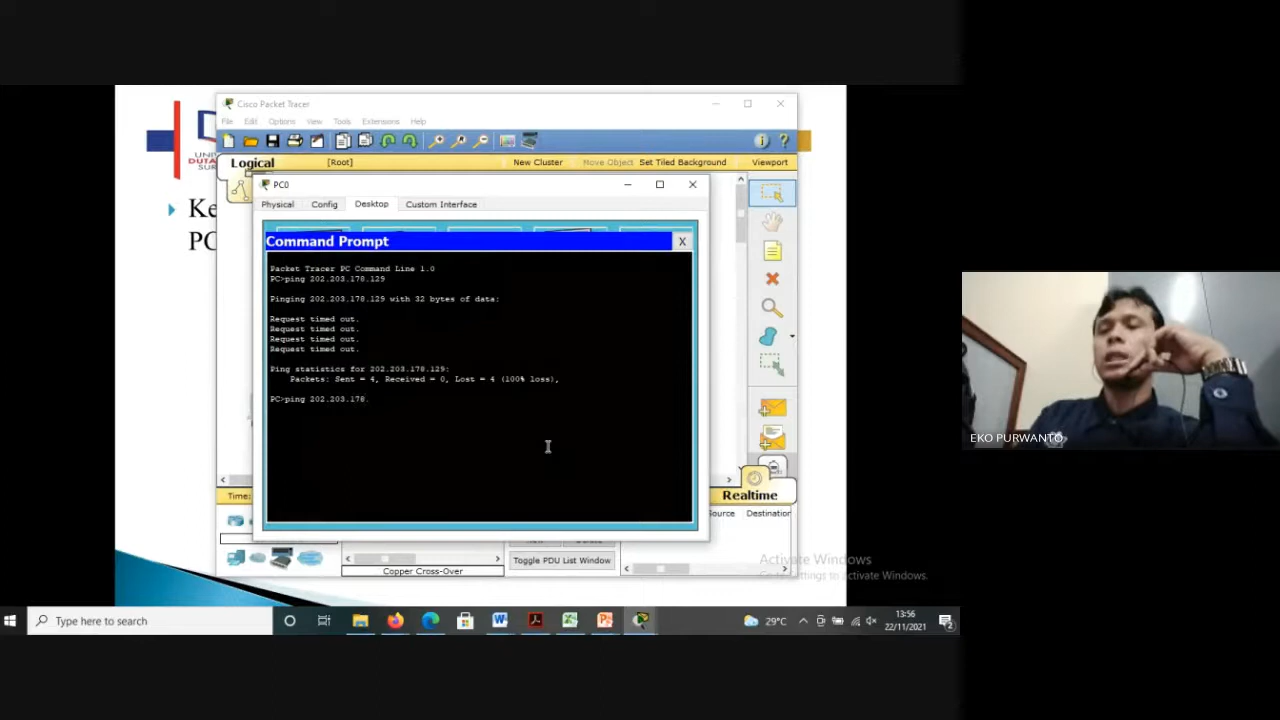 Cisco Packet Tracer
File Edit Options View Tools Extensions Help
Logical [Root] New Cluster Move Object Set Tiled Background Viewport
UNI
DUTA
SUR
PC0
Physical Config Desktop Custom Interface
Ke
PC
Command Prompt X
Packet Tracer PC Command Line 1.0
PC>ping 202.203.178.129
Pinging 202.203.178.129 with 32 bytes of data:
Request timed out.
Request timed out.
Request timed out.
Request timed out.
Ping statistics for 202.203.178.129:
Packets: Sent = 4, Received = 0, Lost = 4 (100% loss),
PC>ping 202.203.178.
EKO PURWANTO
Time: Realtime
Source Destination
Toggle PDU List Window
Copper Cross-Over
Activate Windows
Go to Settings to activate Windows.
Type here to search
29°C
13:56
22/11/2021
2